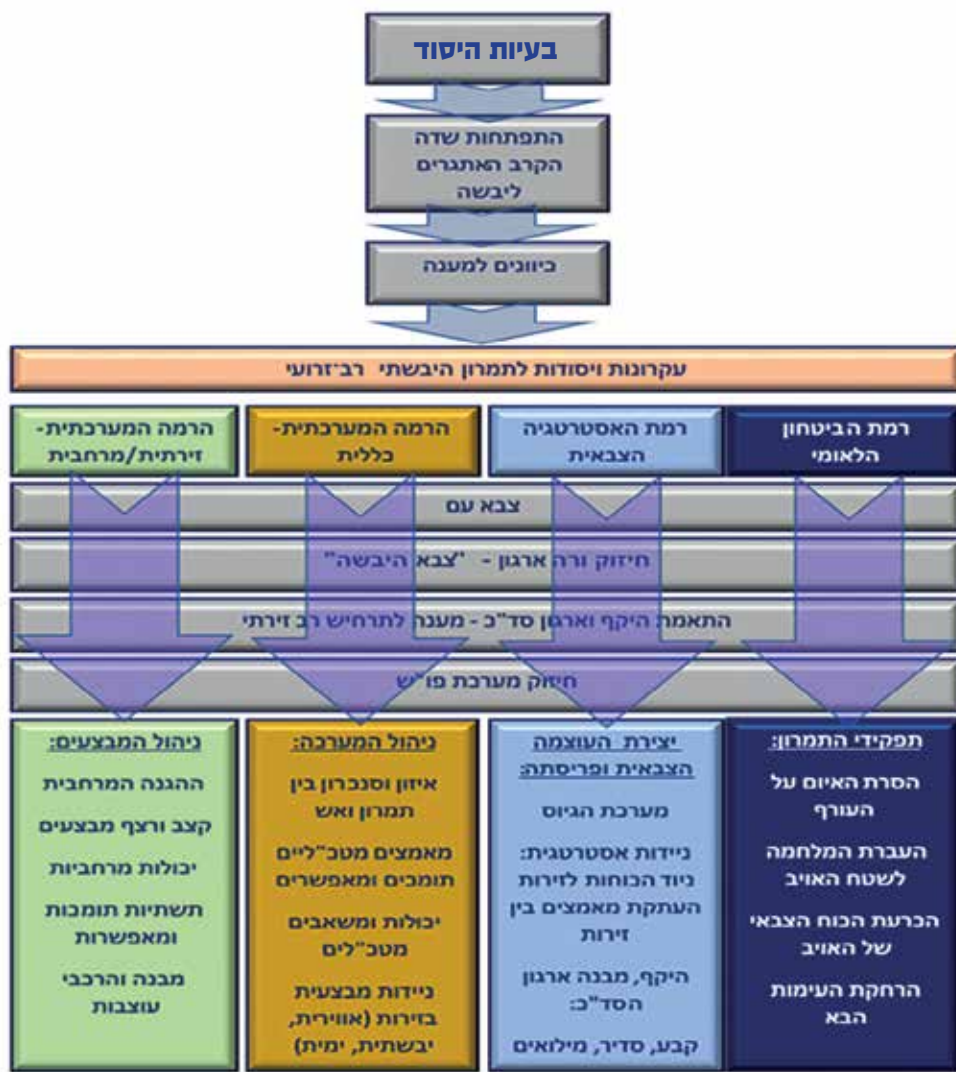 בעיות היסוד
התפתחות שדה
הקרב האתגרים
ליבשה
כיוונים למענה
עקרונות ויסודות לתמרון היבשתי רב־זרועי
רמת הביטחון
הלאומי
רמת האסטרטגיה
הצבאית
הרמה המערכתית-
כללית
הרמה המערכתית-
זירתית/מרחבית
צבא עם
חיזוק ורה ארגון - "צבא היבשה"
התאמת היקף וארגון סד"כ - מענה לתרחיש רב זירתי
חיזוק מערכת פו"ש
תפקידי התמרון:
הסרת האיום על
העורף
העברת המלחמה
לשטח האויב
הכרעת הכוח הצבאי
של האויב
הרחקת העימות
הבא
יצירת העוצמה
הצבאית ופריסתה:
מערכת הגיוס
ניידות אסטרטגית:
ניוד הכוחות לזירות
העתקת מאמצים בין
זירות
היקף, מבנה ארגון
הסד"כ:
קבע, סדיר, מילואים
ניהול המערכה:
איזון וסנכרון בין
תמרון ואש
מאמצים מטכ"ליים
תומכים ומאפשרים
יכולות ומשאבים
מטכ"לים
ניידות מבצעית
בזירות (אווירית,
יבשתית, ימית)
ניהול המבצעים:
ההגנה המרחבית
קצב ורצף מבצעים
יכולות מרחביות
תשתיות תומכות
ומאפשרות
מבנה והרכבי
עוצבות